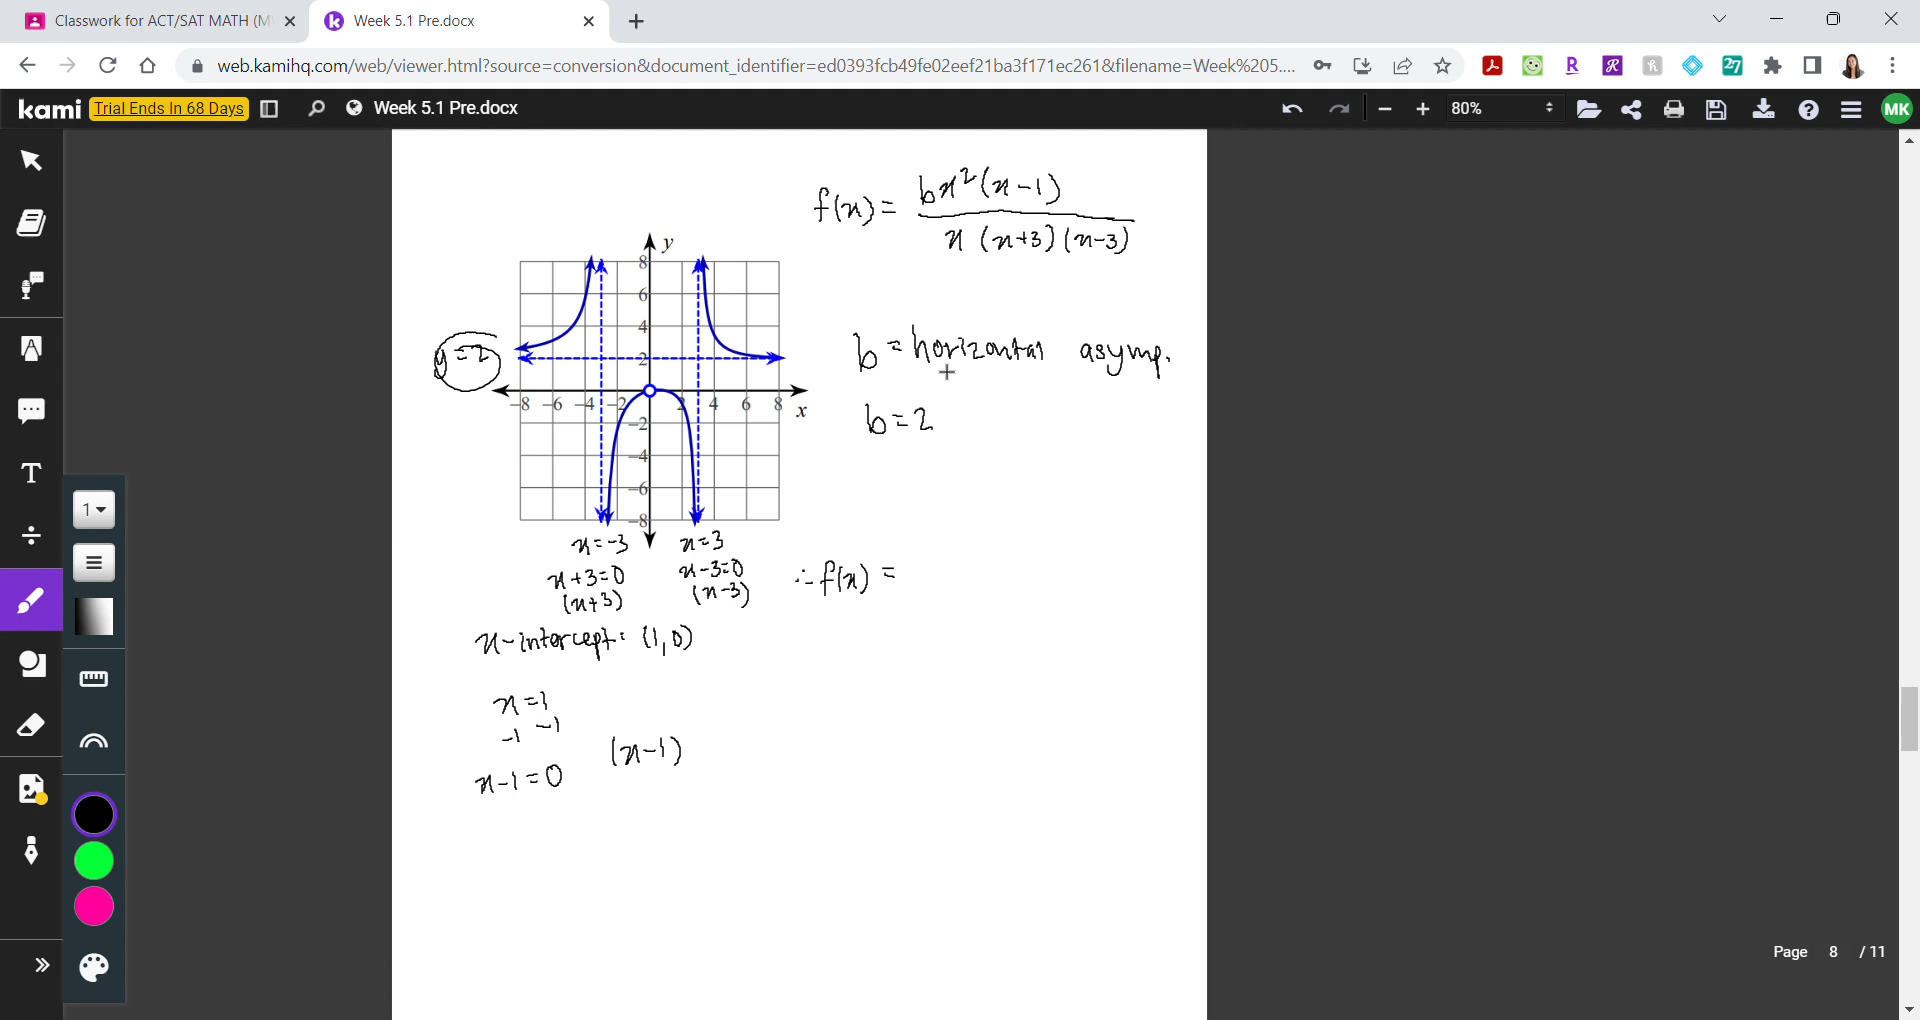 Classwork for ACT/SAT MATH (M
Week 5.1 Pre.docx
web.kamihq.com/web/viewer.html?source=conversion&document_identifier=ed0393fcb49fe02eef21ba3f171ec261&filename=Week%205....
kami
Trial Ends In 68 Days
Week 5.1 Pre.docx
80%
MK
f(x) = bx²(x-1)
x (x+3)(x-3)
y
8
6
4
2
-8 -6 -4 -2 2 4 6 8 x
-2
-4
-6
-8
y=2
b = horizontal asymp.
b = 2
x=-3 x=3
x+3=0 x-3=0
(x+3) (x-3)
∴ f(x) =
x-intercept: (1,0)
x=1
-1 -1
x-1=0 (x-1)
1
T
Page 8 / 11
27